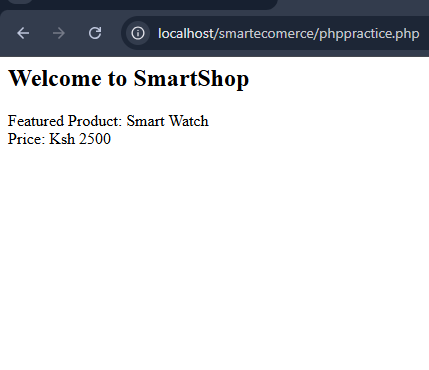 localhost/smartecomerce/phppractice.php
Welcome to SmartShop
Featured Product: Smart Watch
Price: Ksh 2500